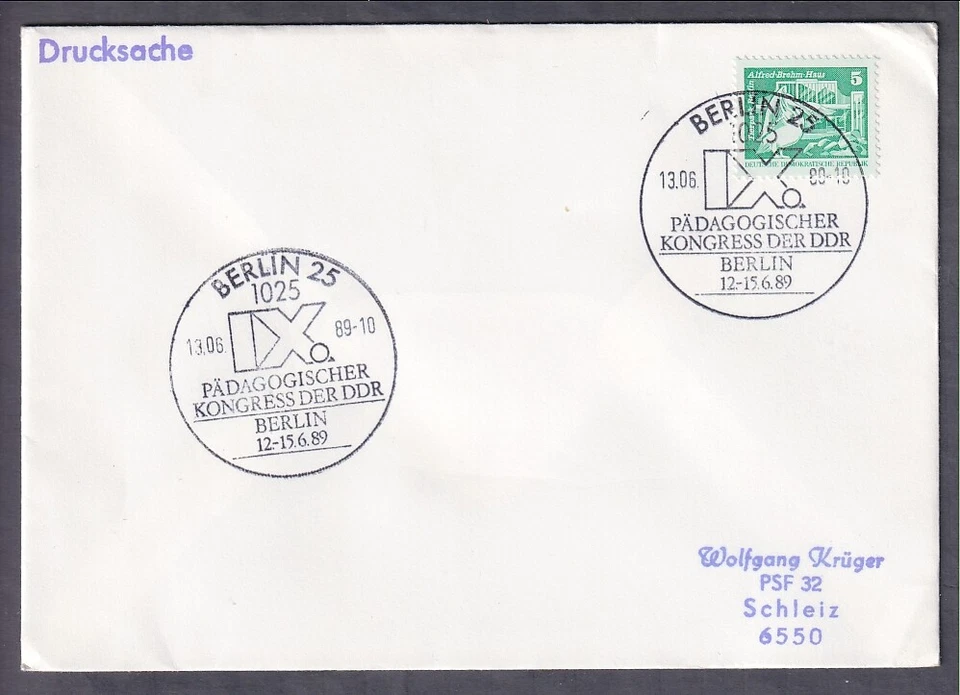 Drucksache
Alfred-Brehm-Haus 5
DEUTSCHE DEMOKRATISCHE REPUBLIK
BERLIN 25
1025
13.06. IX. 89-10
PÄDAGOGISCHER
KONGRESS DER DDR
BERLIN
12.-15.6.89
BERLIN 25
1025
13.06. IX. 89-10
PÄDAGOGISCHER
KONGRESS DER DDR
BERLIN
12.-15.6.89
Wolfgang Krüger
PSF 32
Schleiz
6550